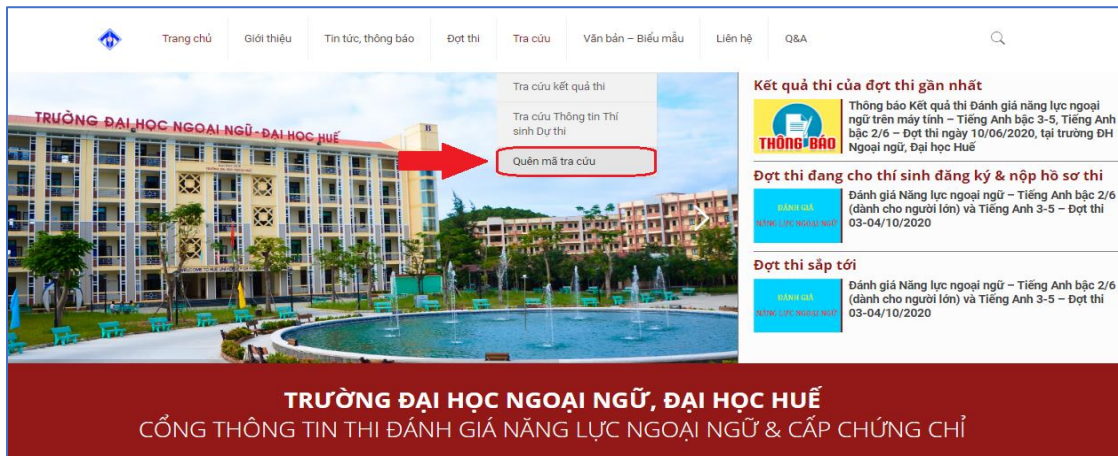 Trang chủ
Giới thiệu
Tin tức, thông báo
Đợt thi
Tra cứu
Văn bản – Biểu mẫu
Liên hệ
Q&A
Tra cứu kết quả thi
Tra cứu Thông tin Thí
sinh Dự thi
Quên mã tra cứu
TRƯỜNG ĐẠI HỌC NGOẠI NGỮ - ĐẠI HỌC HUẾ
B
Kết quả thi của đợt thi gần nhất
THÔNG BÁO
Thông báo Kết quả thi Đánh giá năng lực ngoại
ngữ trên máy tính – Tiếng Anh bậc 3-5, Tiếng Anh
bậc 2/6 – Đợt thi ngày 10/06/2020, tại trường ĐH
Ngoại ngữ, Đại học Huế
Đợt thi đang cho thí sinh đăng ký & nộp hồ sơ thi
ĐÁNH GIÁ
NĂNG LỰC NGOẠI NGỮ
Đánh giá Năng lực ngoại ngữ – Tiếng Anh bậc 2/6
(dành cho người lớn) và Tiếng Anh 3-5 – Đợt thi
03-04/10/2020
Đợt thi sắp tới
ĐÁNH GIÁ
NĂNG LỰC NGOẠI NGỮ
Đánh giá Năng lực ngoại ngữ – Tiếng Anh bậc 2/6
(dành cho người lớn) và Tiếng Anh 3-5 – Đợt thi
03-04/10/2020
TRƯỜNG ĐẠI HỌC NGOẠI NGỮ, ĐẠI HỌC HUẾ
CỔNG THÔNG TIN THI ĐÁNH GIÁ NĂNG LỰC NGOẠI NGỮ & CẤP CHỨNG CHỈ